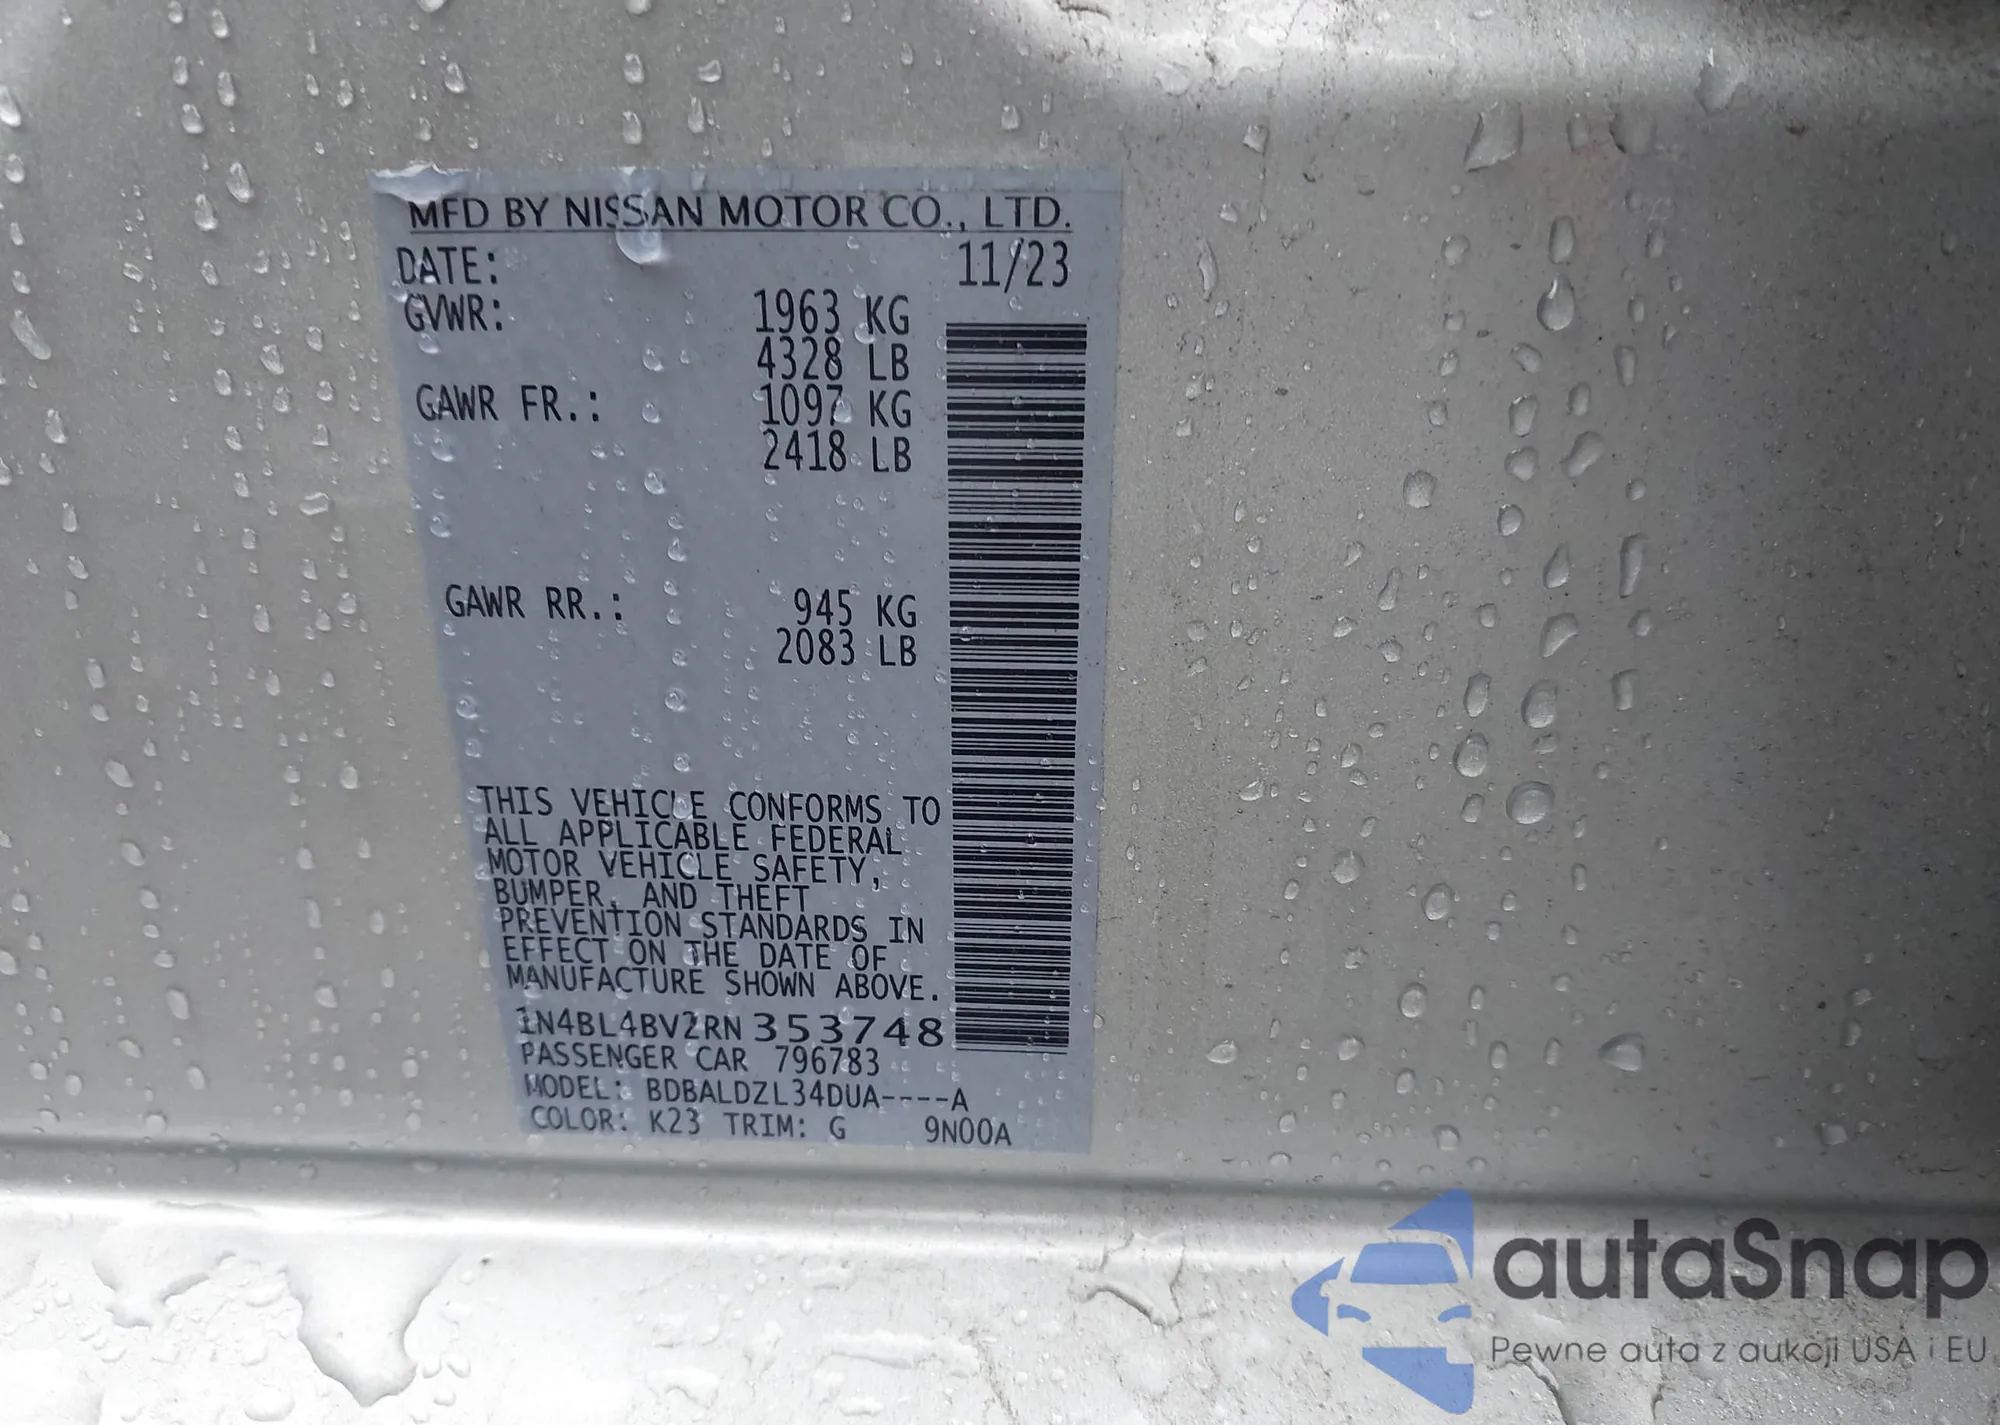 MFD BY NISSAN MOTOR CO., LTD.
DATE: 11/23
GVWR: 1963 KG
4328 LB
GAWR FR.: 1097 KG
2418 LB
GAWR RR.: 945 KG
2083 LB
THIS VEHICLE CONFORMS TO
ALL APPLICABLE FEDERAL
MOTOR VEHICLE SAFETY,
BUMPER, AND THEFT
PREVENTION STANDARDS IN
EFFECT ON THE DATE OF
MANUFACTURE SHOWN ABOVE.
1N4BL4BV2RN353748
PASSENGER CAR 796783
MODEL: BDBALDZL34DUA----A
COLOR: K23 TRIM: G 9N00A
autaSnap
Pewne auta z aukcji USA i EU